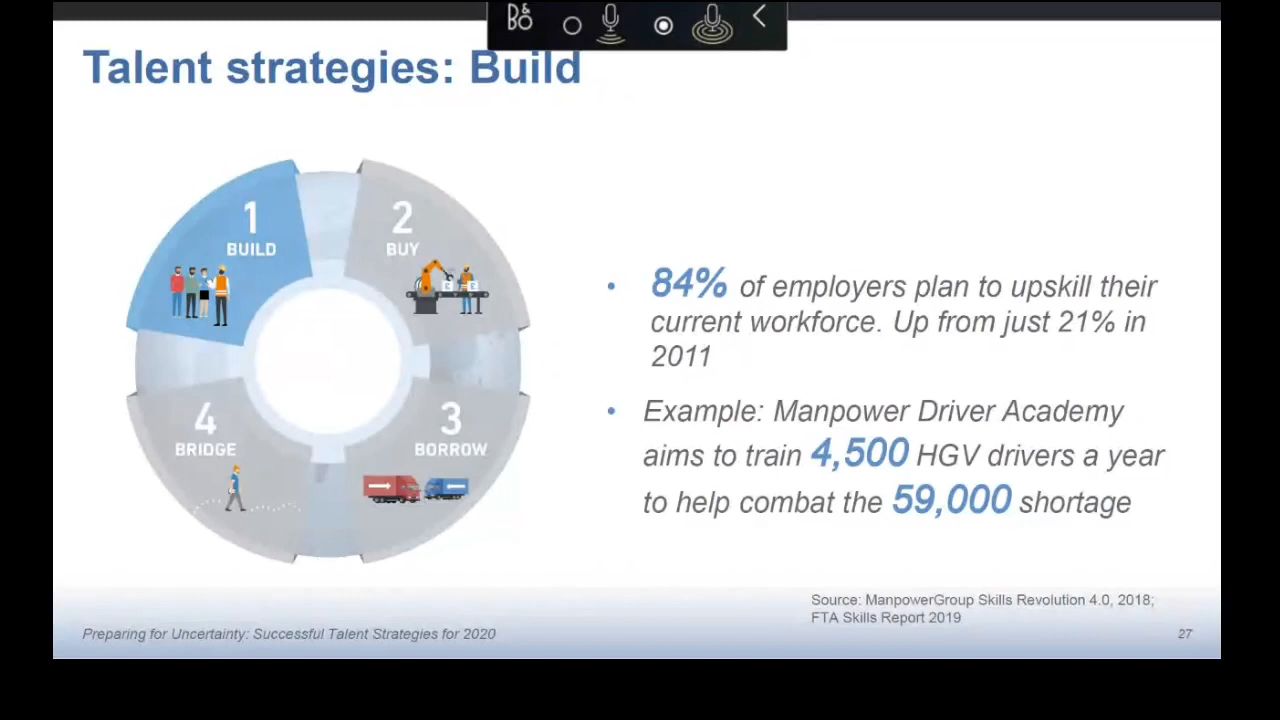 B&O
Talent strategies: Build
1
BUILD
2
BUY
4
BRIDGE
3
BORROW
• 84% of employers plan to upskill their
current workforce. Up from just 21% in
2011
• Example: Manpower Driver Academy
aims to train 4,500 HGV drivers a year
to help combat the 59,000 shortage
Source: ManpowerGroup Skills Revolution 4.0, 2018;
FTA Skills Report 2019
Preparing for Uncertainty: Successful Talent Strategies for 2020
27